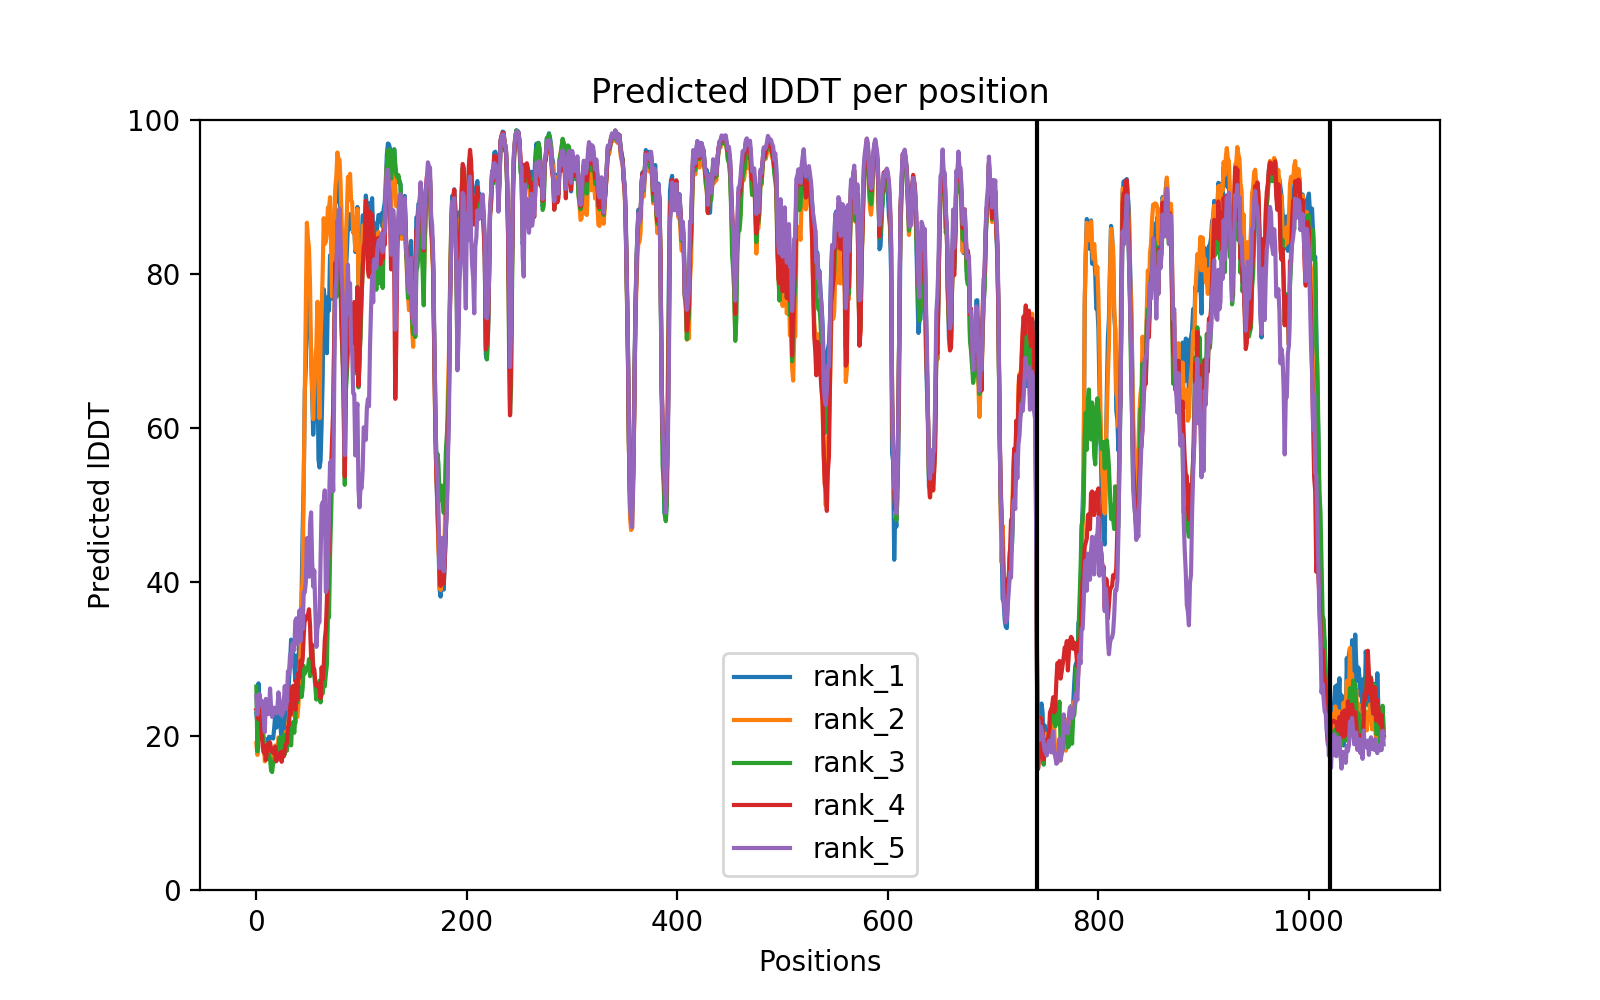 Predicted lDDT per position
100
80
60
40
20
0
Predicted lDDT
rank_1
rank_2
rank_3
rank_4
rank_5
0 200 400 600 800 1000
Positions